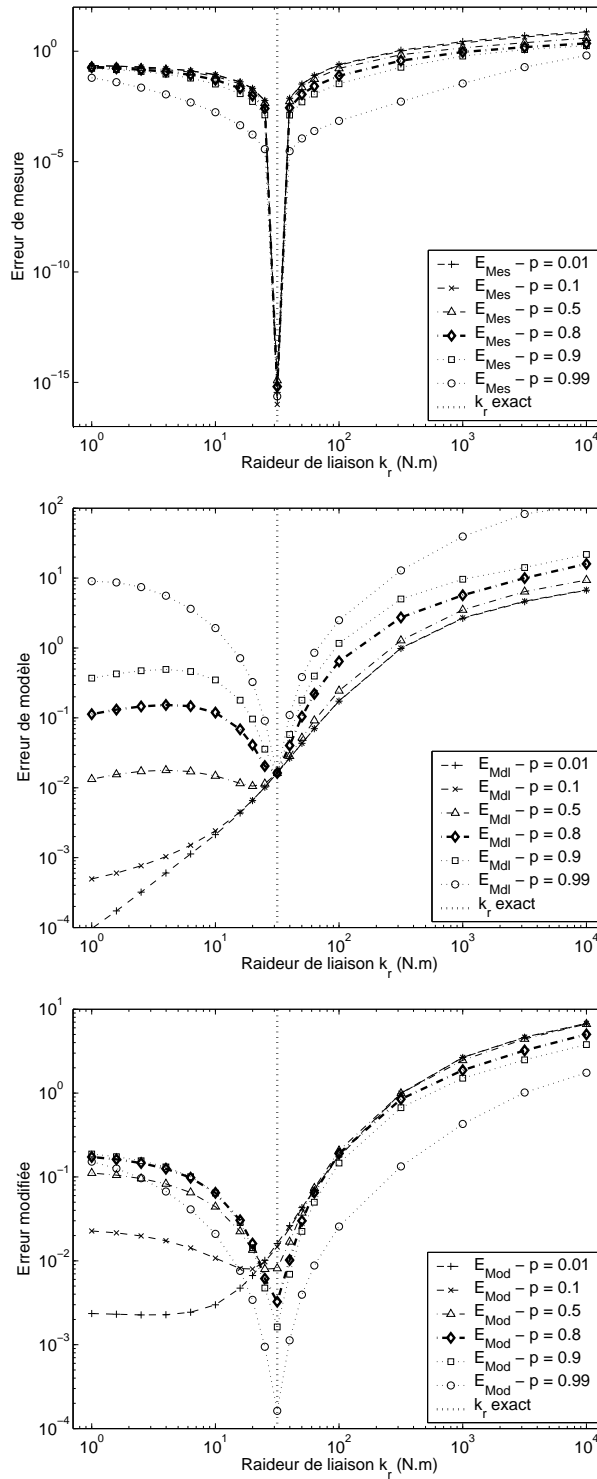 10^0
10^-5
10^-10
10^-15
Erreur de mesure
E_Mes − p = 0.01
E_Mes − p = 0.1
E_Mes − p = 0.5
E_Mes − p = 0.8
E_Mes − p = 0.9
E_Mes − p = 0.99
k_r exact
10^0 10^1 10^2 10^3 10^4
Raideur de liaison k_r (N.m)
10^2
10^1
10^0
10^-1
10^-2
10^-3
10^-4
Erreur de modèle
E_Mdl − p = 0.01
E_Mdl − p = 0.1
E_Mdl − p = 0.5
E_Mdl − p = 0.8
E_Mdl − p = 0.9
E_Mdl − p = 0.99
k_r exact
10^0 10^1 10^2 10^3 10^4
Raideur de liaison k_r (N.m)
10^1
10^0
10^-1
10^-2
10^-3
10^-4
Erreur modifiée
E_Mod − p = 0.01
E_Mod − p = 0.1
E_Mod − p = 0.5
E_Mod − p = 0.8
E_Mod − p = 0.9
E_Mod − p = 0.99
k_r exact
10^0 10^1 10^2 10^3 10^4
Raideur de liaison k_r (N.m)